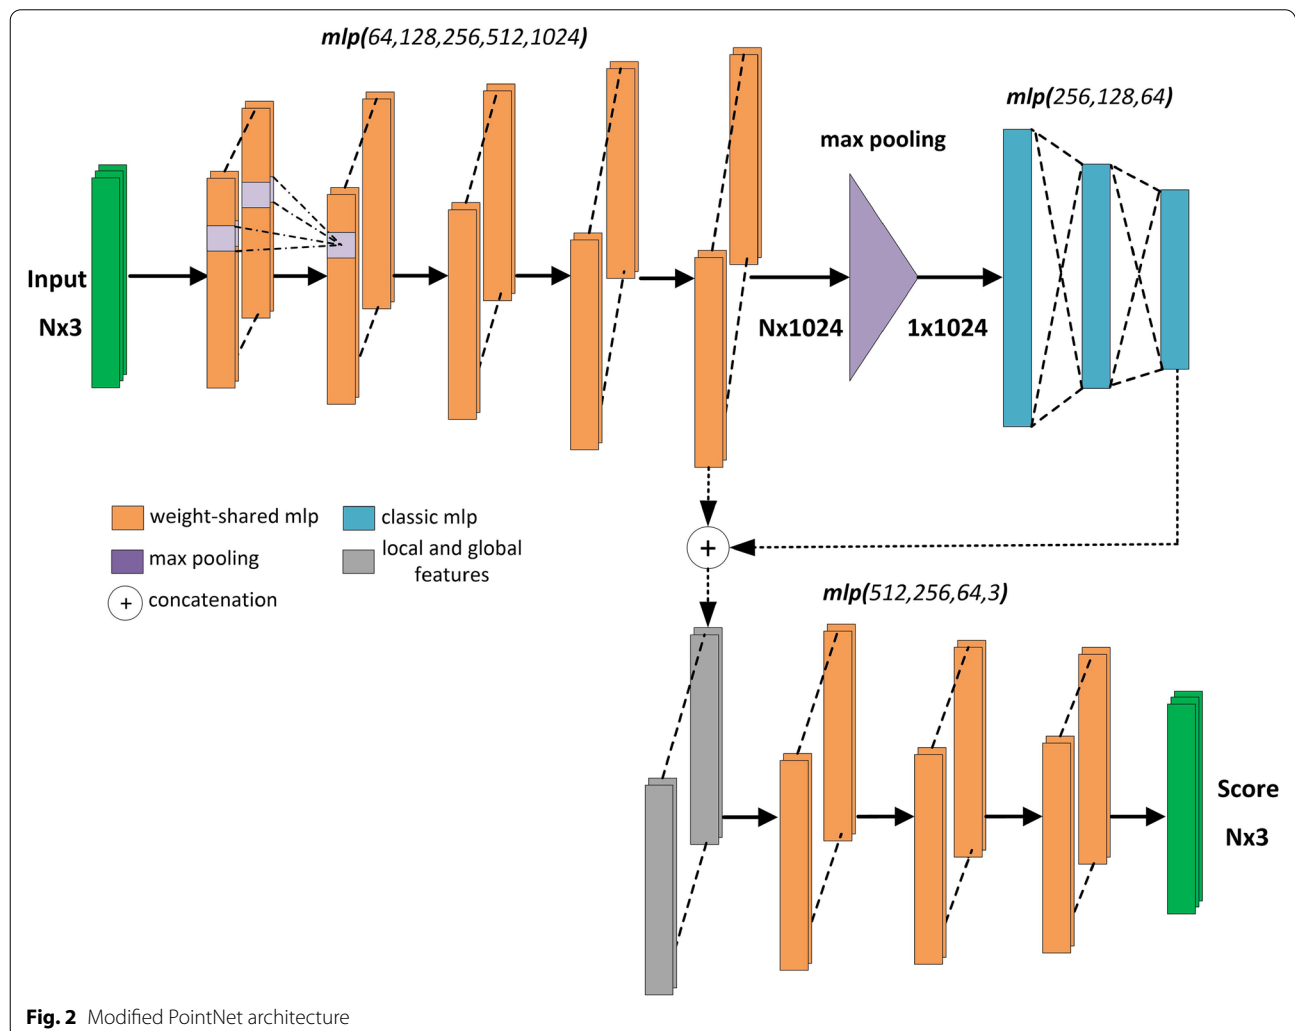 mlp(64,128,256,512,1024)
mlp(256,128,64)
max pooling
Input
Nx3
Nx1024
1x1024
weight-shared mlp
classic mlp
max pooling
local and global
features
+
concatenation
+
mlp(512,256,64,3)
Score
Nx3
Fig. 2 Modified PointNet architecture